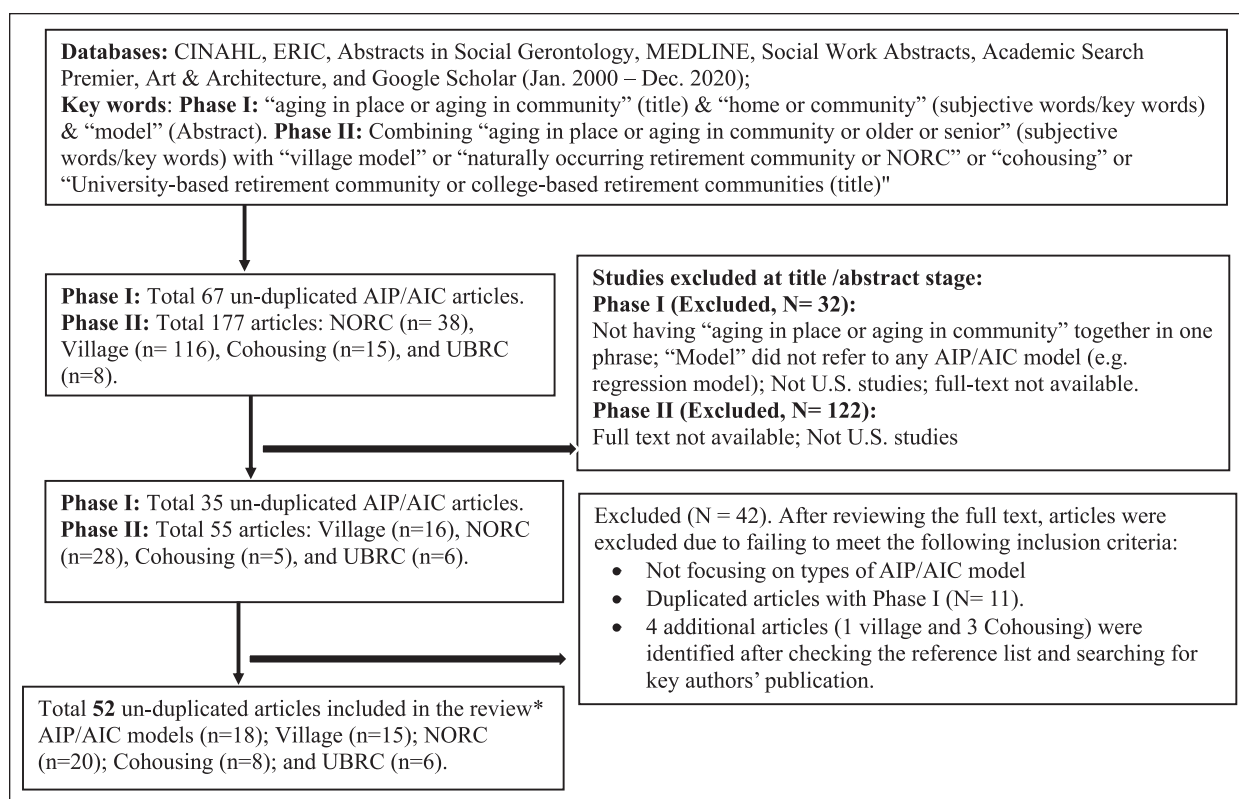 Databases: CINAHL, ERIC, Abstracts in Social Gerontology, MEDLINE, Social Work Abstracts, Academic Search
Premier, Art & Architecture, and Google Scholar (Jan. 2000 – Dec. 2020);
Key words: Phase I: “aging in place or aging in community” (title) & “home or community” (subjective words/key words)
& “model” (Abstract). Phase II: Combining “aging in place or aging in community or older or senior” (subjective
words/key words) with “village model” or “naturally occurring retirement community or NORC” or “cohousing” or
“University-based retirement community or college-based retirement communities (title)"
Phase I: Total 67 un-duplicated AIP/AIC articles.
Phase II: Total 177 articles: NORC (n= 38),
Village (n= 116), Cohousing (n=15), and UBRC
(n=8).
Studies excluded at title /abstract stage:
Phase I (Excluded, N= 32):
Not having “aging in place or aging in community” together in one
phrase; “Model” did not refer to any AIP/AIC model (e.g.
regression model); Not U.S. studies; full-text not available.
Phase II (Excluded, N= 122):
Full text not available; Not U.S. studies
Phase I: Total 35 un-duplicated AIP/AIC articles.
Phase II: Total 55 articles: Village (n=16), NORC
(n=28), Cohousing (n=5), and UBRC (n=6).
Excluded (N = 42). After reviewing the full text, articles were
excluded due to failing to meet the following inclusion criteria:
• Not focusing on types of AIP/AIC model
• Duplicated articles with Phase I (N= 11).
• 4 additional articles (1 village and 3 Cohousing) were
identified after checking the reference list and searching for
key authors’ publication.
Total 52 un-duplicated articles included in the review*
AIP/AIC models (n=18); Village (n=15); NORC
(n=20); Cohousing (n=8); and UBRC (n=6).